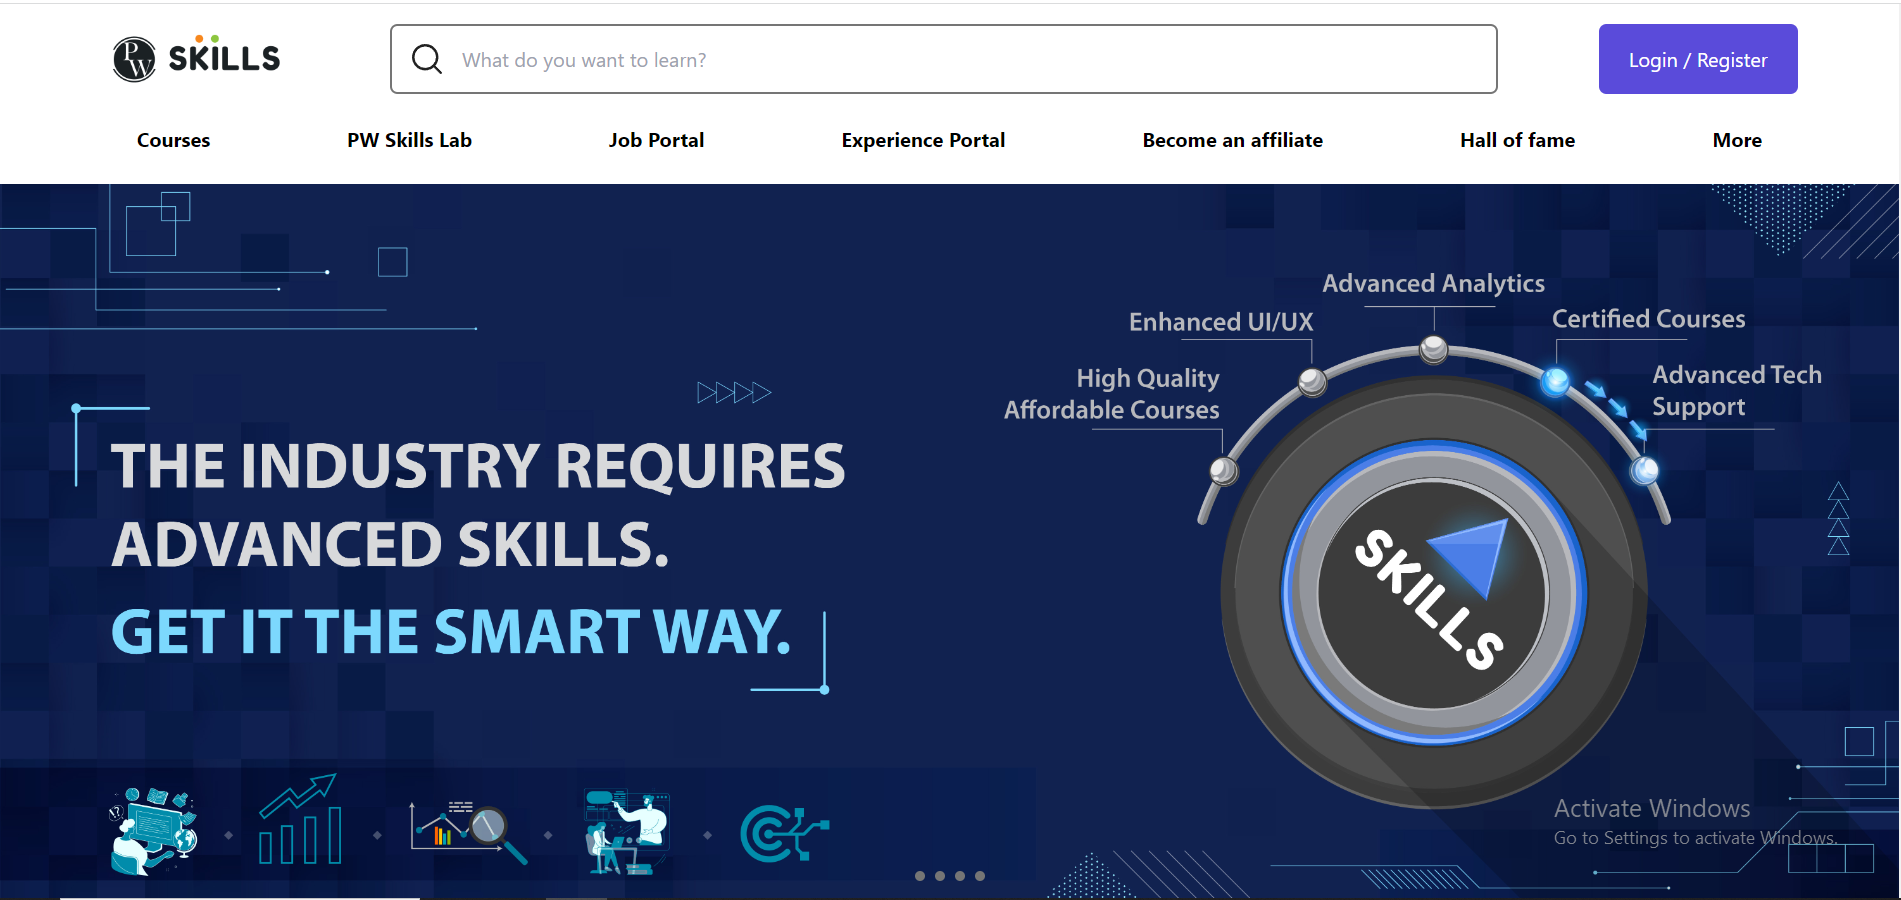 PW SKILLS
What do you want to learn?
Login / Register
Courses
PW Skills Lab
Job Portal
Experience Portal
Become an affiliate
Hall of fame
More
Advanced Analytics
Enhanced UI/UX
Certified Courses
High Quality
Affordable Courses
Advanced Tech
Support
THE INDUSTRY REQUIRES
ADVANCED SKILLS.
GET IT THE SMART WAY.
SKILLS
Activate Windows
Go to Settings to activate Windows.